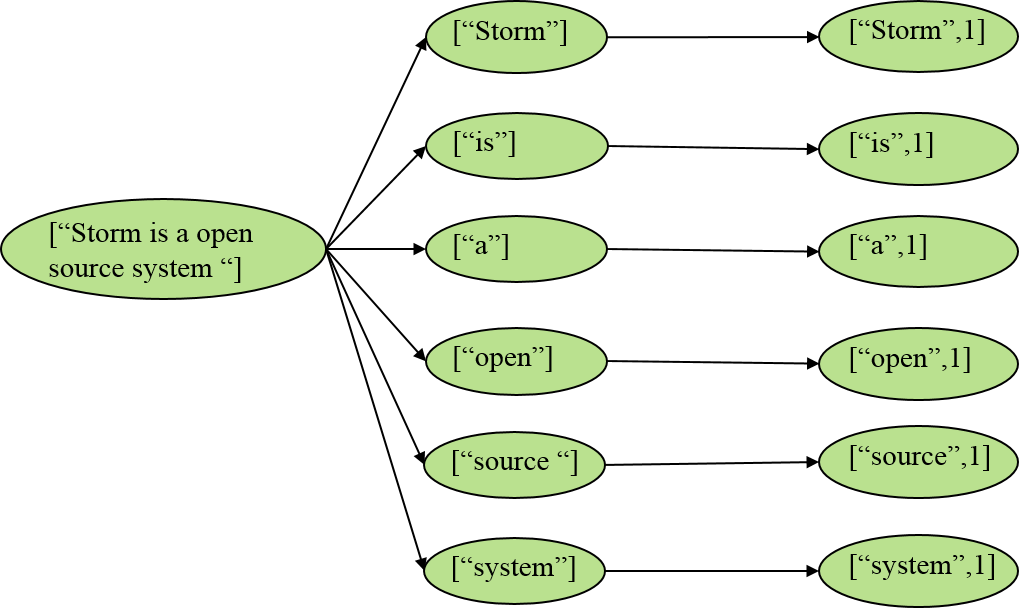 [“Storm”]
[“Storm”,1]
[“is”]
[“is”,1]
[“Storm is a open
source system “]
[“a”]
[“a”,1]
[“open”]
[“open”,1]
[“source “]
[“source”,1]
[“system”]
[“system”,1]